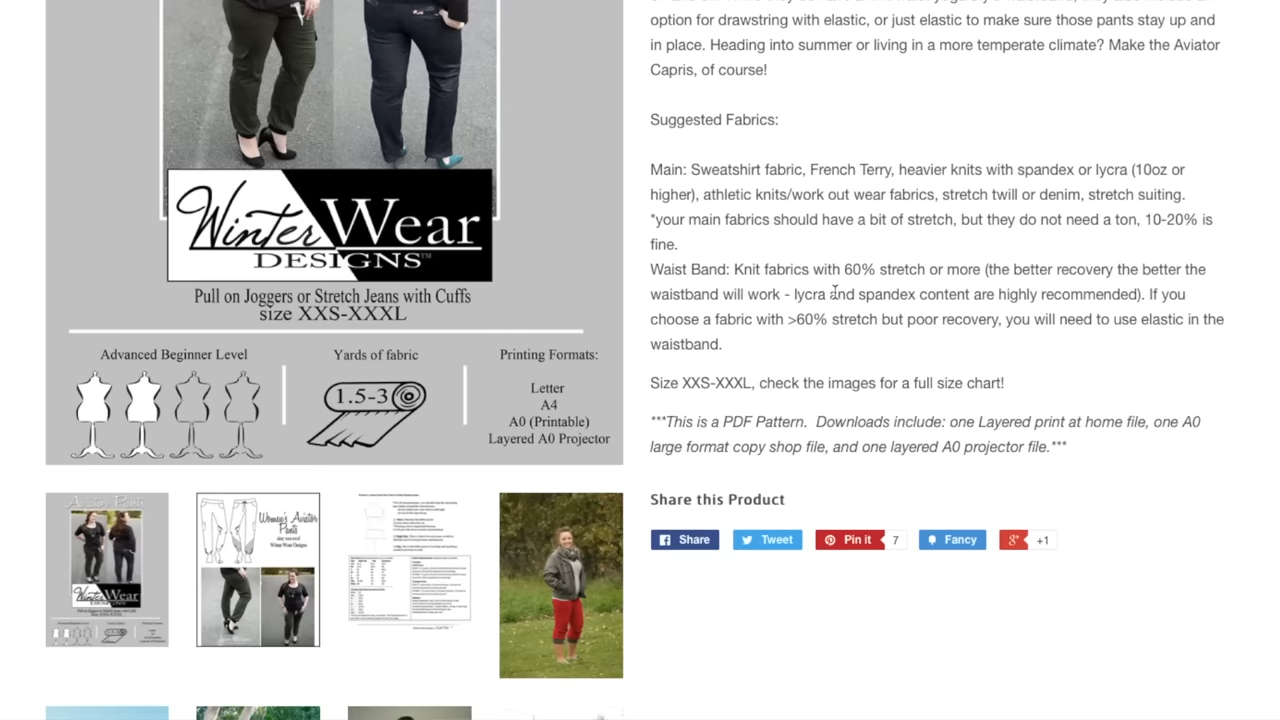 option for drawstring with elastic, or just elastic to make sure those pants stay up and
in place. Heading into summer or living in a more temperate climate? Make the Aviator
Capris, of course!
Suggested Fabrics:
Main: Sweatshirt fabric, French Terry, heavier knits with spandex or lycra (10oz or
higher), athletic knits/work out wear fabrics, stretch twill or denim, stretch suiting.
*your main fabrics should have a bit of stretch, but they do not need a ton, 10-20% is
fine.
Waist Band: Knit fabrics with 60% stretch or more (the better recovery the better the
waistband will work - lycra and spandex content are highly recommended). If you
choose a fabric with >60% stretch but poor recovery, you will need to use elastic in the
waistband.
Size XXS-XXXL, check the images for a full size chart!
***This is a PDF Pattern. Downloads include: one Layered print at home file, one A0
large format copy shop file, and one layered A0 projector file.***
Share this Product
Share
Tweet
Pin it 7
Fancy
g+ +1
Winter Wear
DESIGNS™
Pull on Joggers or Stretch Jeans with Cuffs
size XXS-XXXL
Advanced Beginner Level
Yards of fabric
1.5-3
Printing Formats:
Letter
A4
A0 (Printable)
Layered A0 Projector
Aviator Pants
Winter Wear
Women's Aviator
Pants
Winter Wear Designs